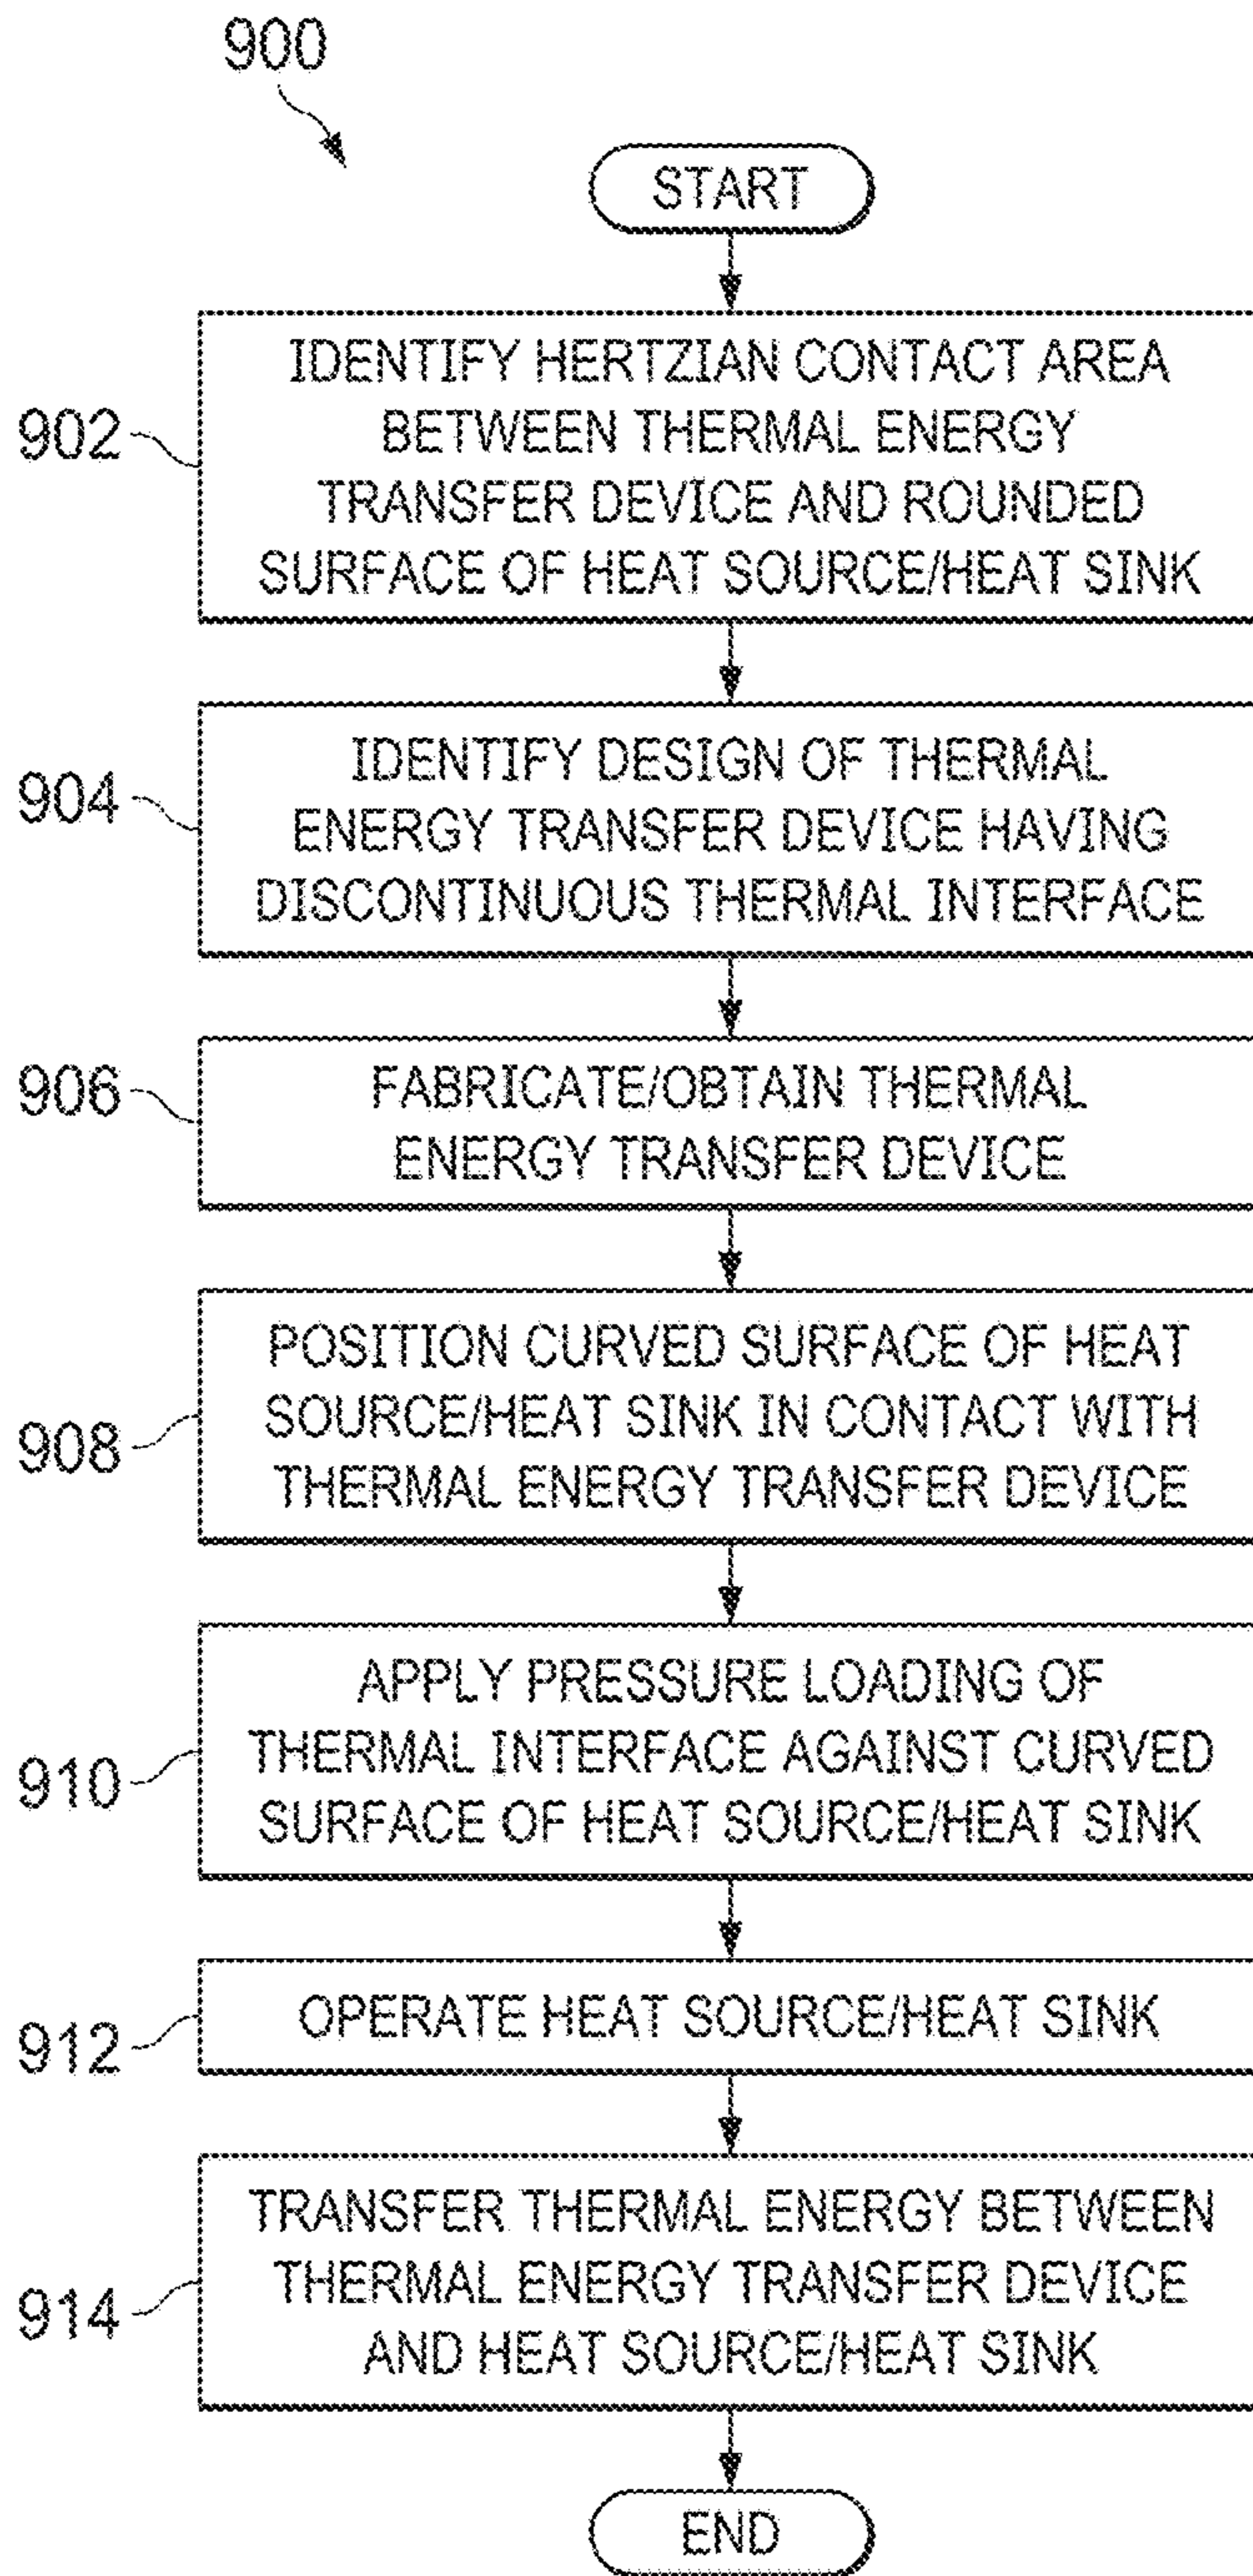 900
START
902
IDENTIFY HERTZIAN CONTACT AREA
BETWEEN THERMAL ENERGY
TRANSFER DEVICE AND ROUNDED
SURFACE OF HEAT SOURCE/HEAT SINK
904
IDENTIFY DESIGN OF THERMAL
ENERGY TRANSFER DEVICE HAVING
DISCONTINUOUS THERMAL INTERFACE
906
FABRICATE/OBTAIN THERMAL
ENERGY TRANSFER DEVICE
908
POSITION CURVED SURFACE OF HEAT
SOURCE/HEAT SINK IN CONTACT WITH
THERMAL ENERGY TRANSFER DEVICE
910
APPLY PRESSURE LOADING OF
THERMAL INTERFACE AGAINST CURVED
SURFACE OF HEAT SOURCE/HEAT SINK
912
OPERATE HEAT SOURCE/HEAT SINK
914
TRANSFER THERMAL ENERGY BETWEEN
THERMAL ENERGY TRANSFER DEVICE
AND HEAT SOURCE/HEAT SINK
END